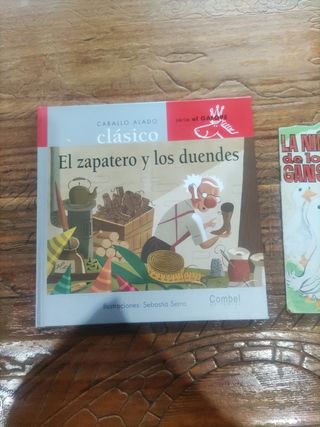 CABALLO ALADO
clásico
serie al GALOPE
El zapatero y los duendes
Ilustraciones: Sebastià Serra
Combel
LA NI
de lo
GANS